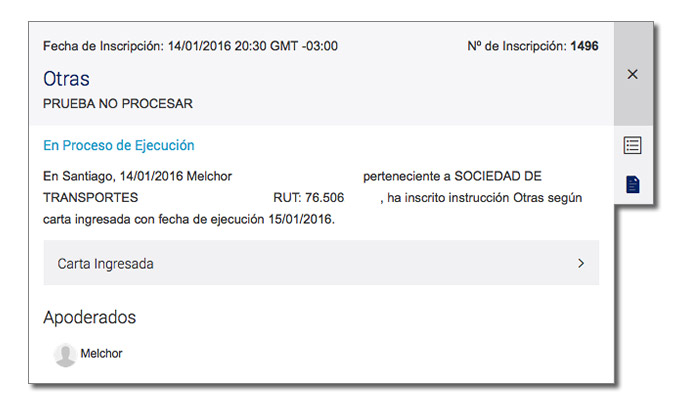 Fecha de Inscripción: 14/01/2016 20:30 GMT -03:00 Nº de Inscripción: 1496
Otras
PRUEBA NO PROCESAR
En Proceso de Ejecución
En Santiago, 14/01/2016 Melchor perteneciente a SOCIEDAD DE
TRANSPORTES RUT: 76.506 , ha inscrito instrucción Otras según
carta ingresada con fecha de ejecución 15/01/2016.
Carta Ingresada
Apoderados
Melchor